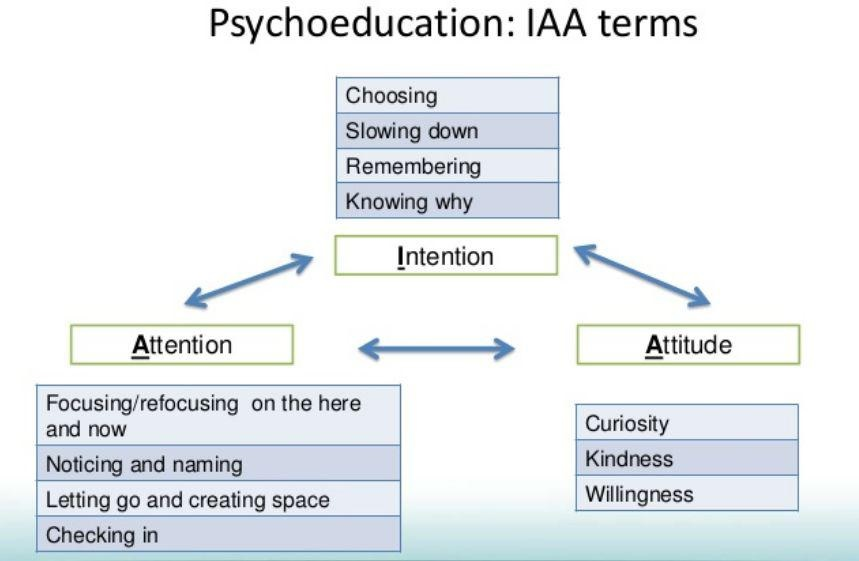 Psychoeducation: IAA terms
Choosing
Slowing down
Remembering
Knowing why
Intention
Attention
Attitude
Focusing/refocusing on the here
and now
Noticing and naming
Letting go and creating space
Checking in
Curiosity
Kindness
Willingness